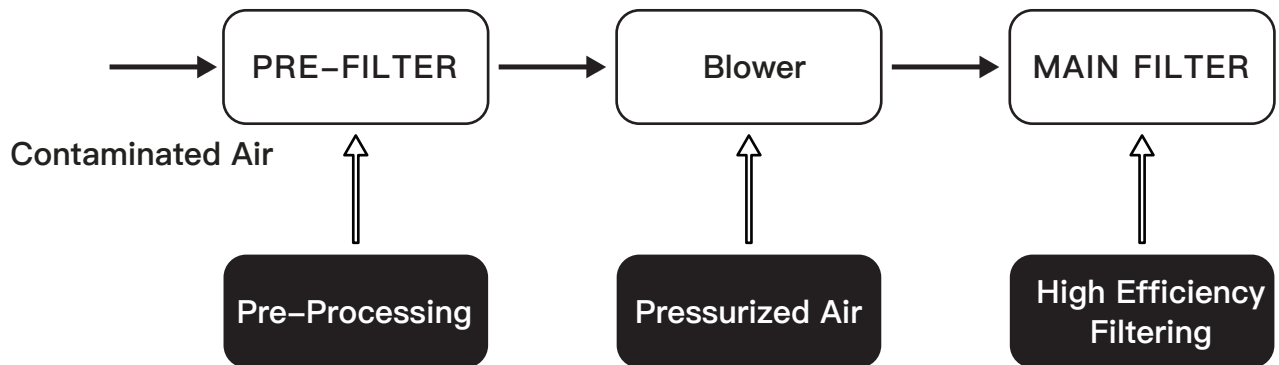 PRE–FILTER
Blower
MAIN FILTER
Contaminated Air
Pre–Processing
Pressurized Air
High Efficiency
Filtering